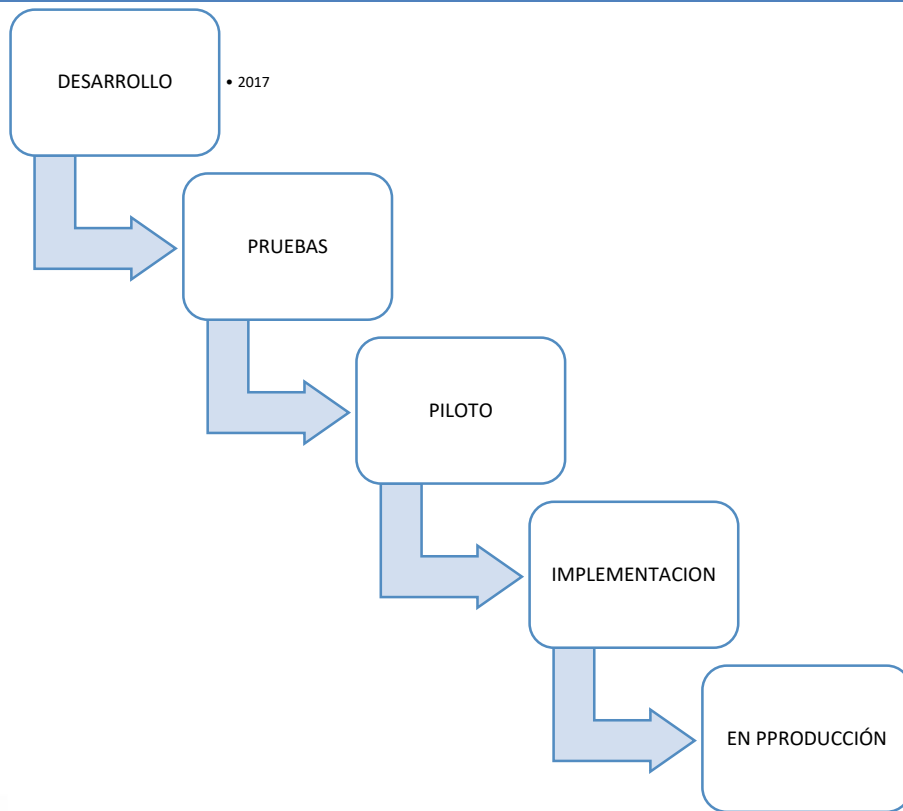 DESARROLLO
• 2017
PRUEBAS
PILOTO
IMPLEMENTACION
EN PPRODUCCIÓN